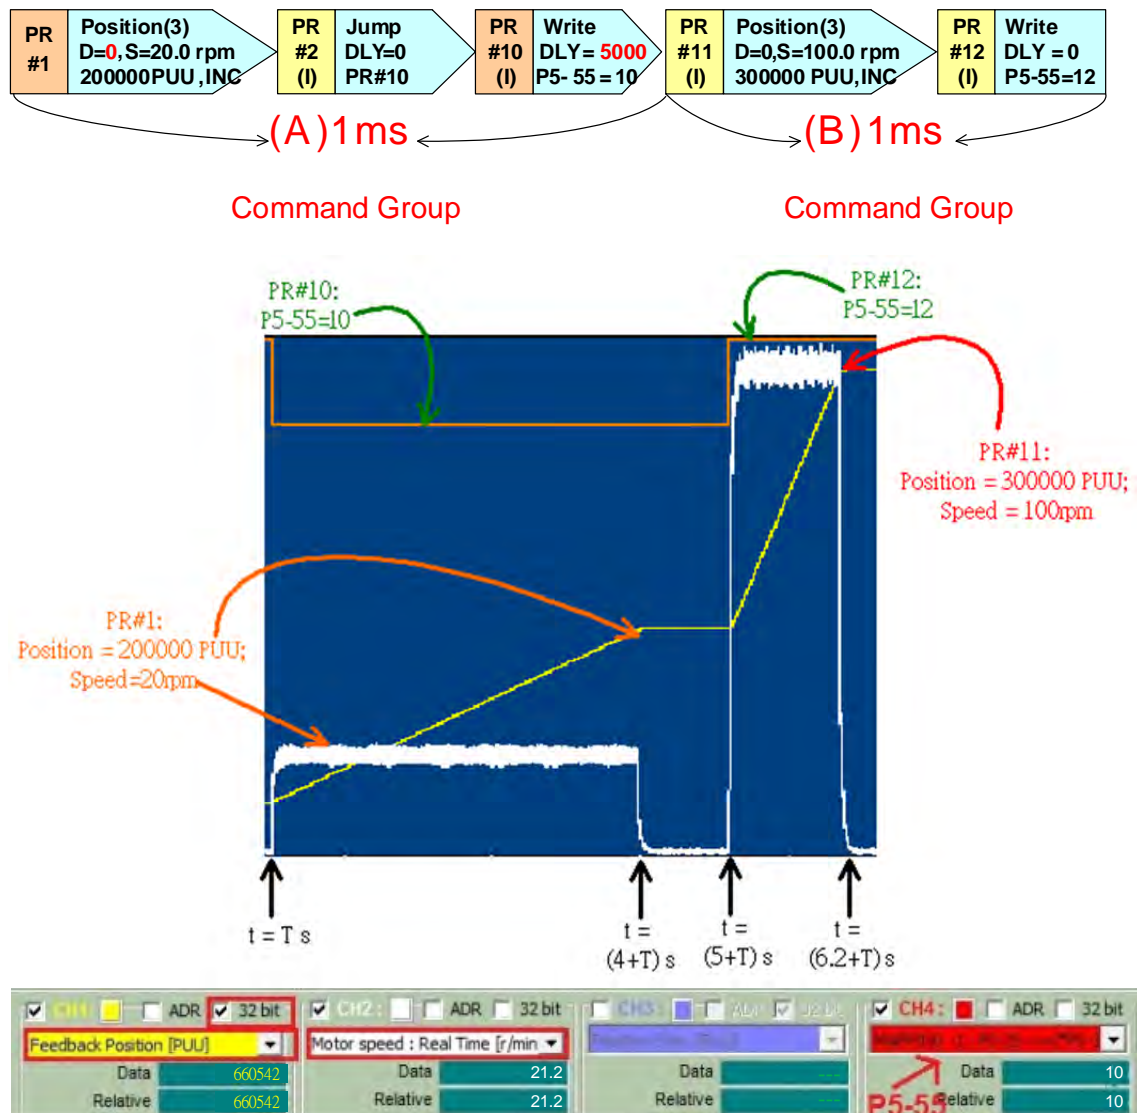 PR
#1
Position(3)
D=0,S=20.0 rpm
200000PUU ,INC
PR
#2
(I)
Jump
DLY=0
PR#10
PR
#10
(I)
Write
DLY = 5000
P5- 55 = 10
PR
#11
(I)
Position(3)
D=0,S=100.0 rpm
300000 PUU,INC
PR
#12
(I)
Write
DLY = 0
P5-55=12
(A)1ms
(B)1ms
Command Group
Command Group
PR#10:
P5-55=10
PR#12:
P5-55=12
PR#11:
Position = 300000 PUU;
Speed = 100rpm
PR#1:
Position = 200000 PUU;
Speed=20rpm
t = T s
t =
(4+T) s
t =
(5+T) s
t =
(6.2+T) s
CH1: ADR 32 bit
Feedback Position [PUU]
Data 660542
Relative 660542
CH2: ADR 32 bit
Motor speed : Real Time [r/min
Data 21.2
Relative 21.2
CH3: ADR 32 bit
Data ---
Relative ---
CH4: ADR 32 bit
Data 10
P5-55
Relative 10